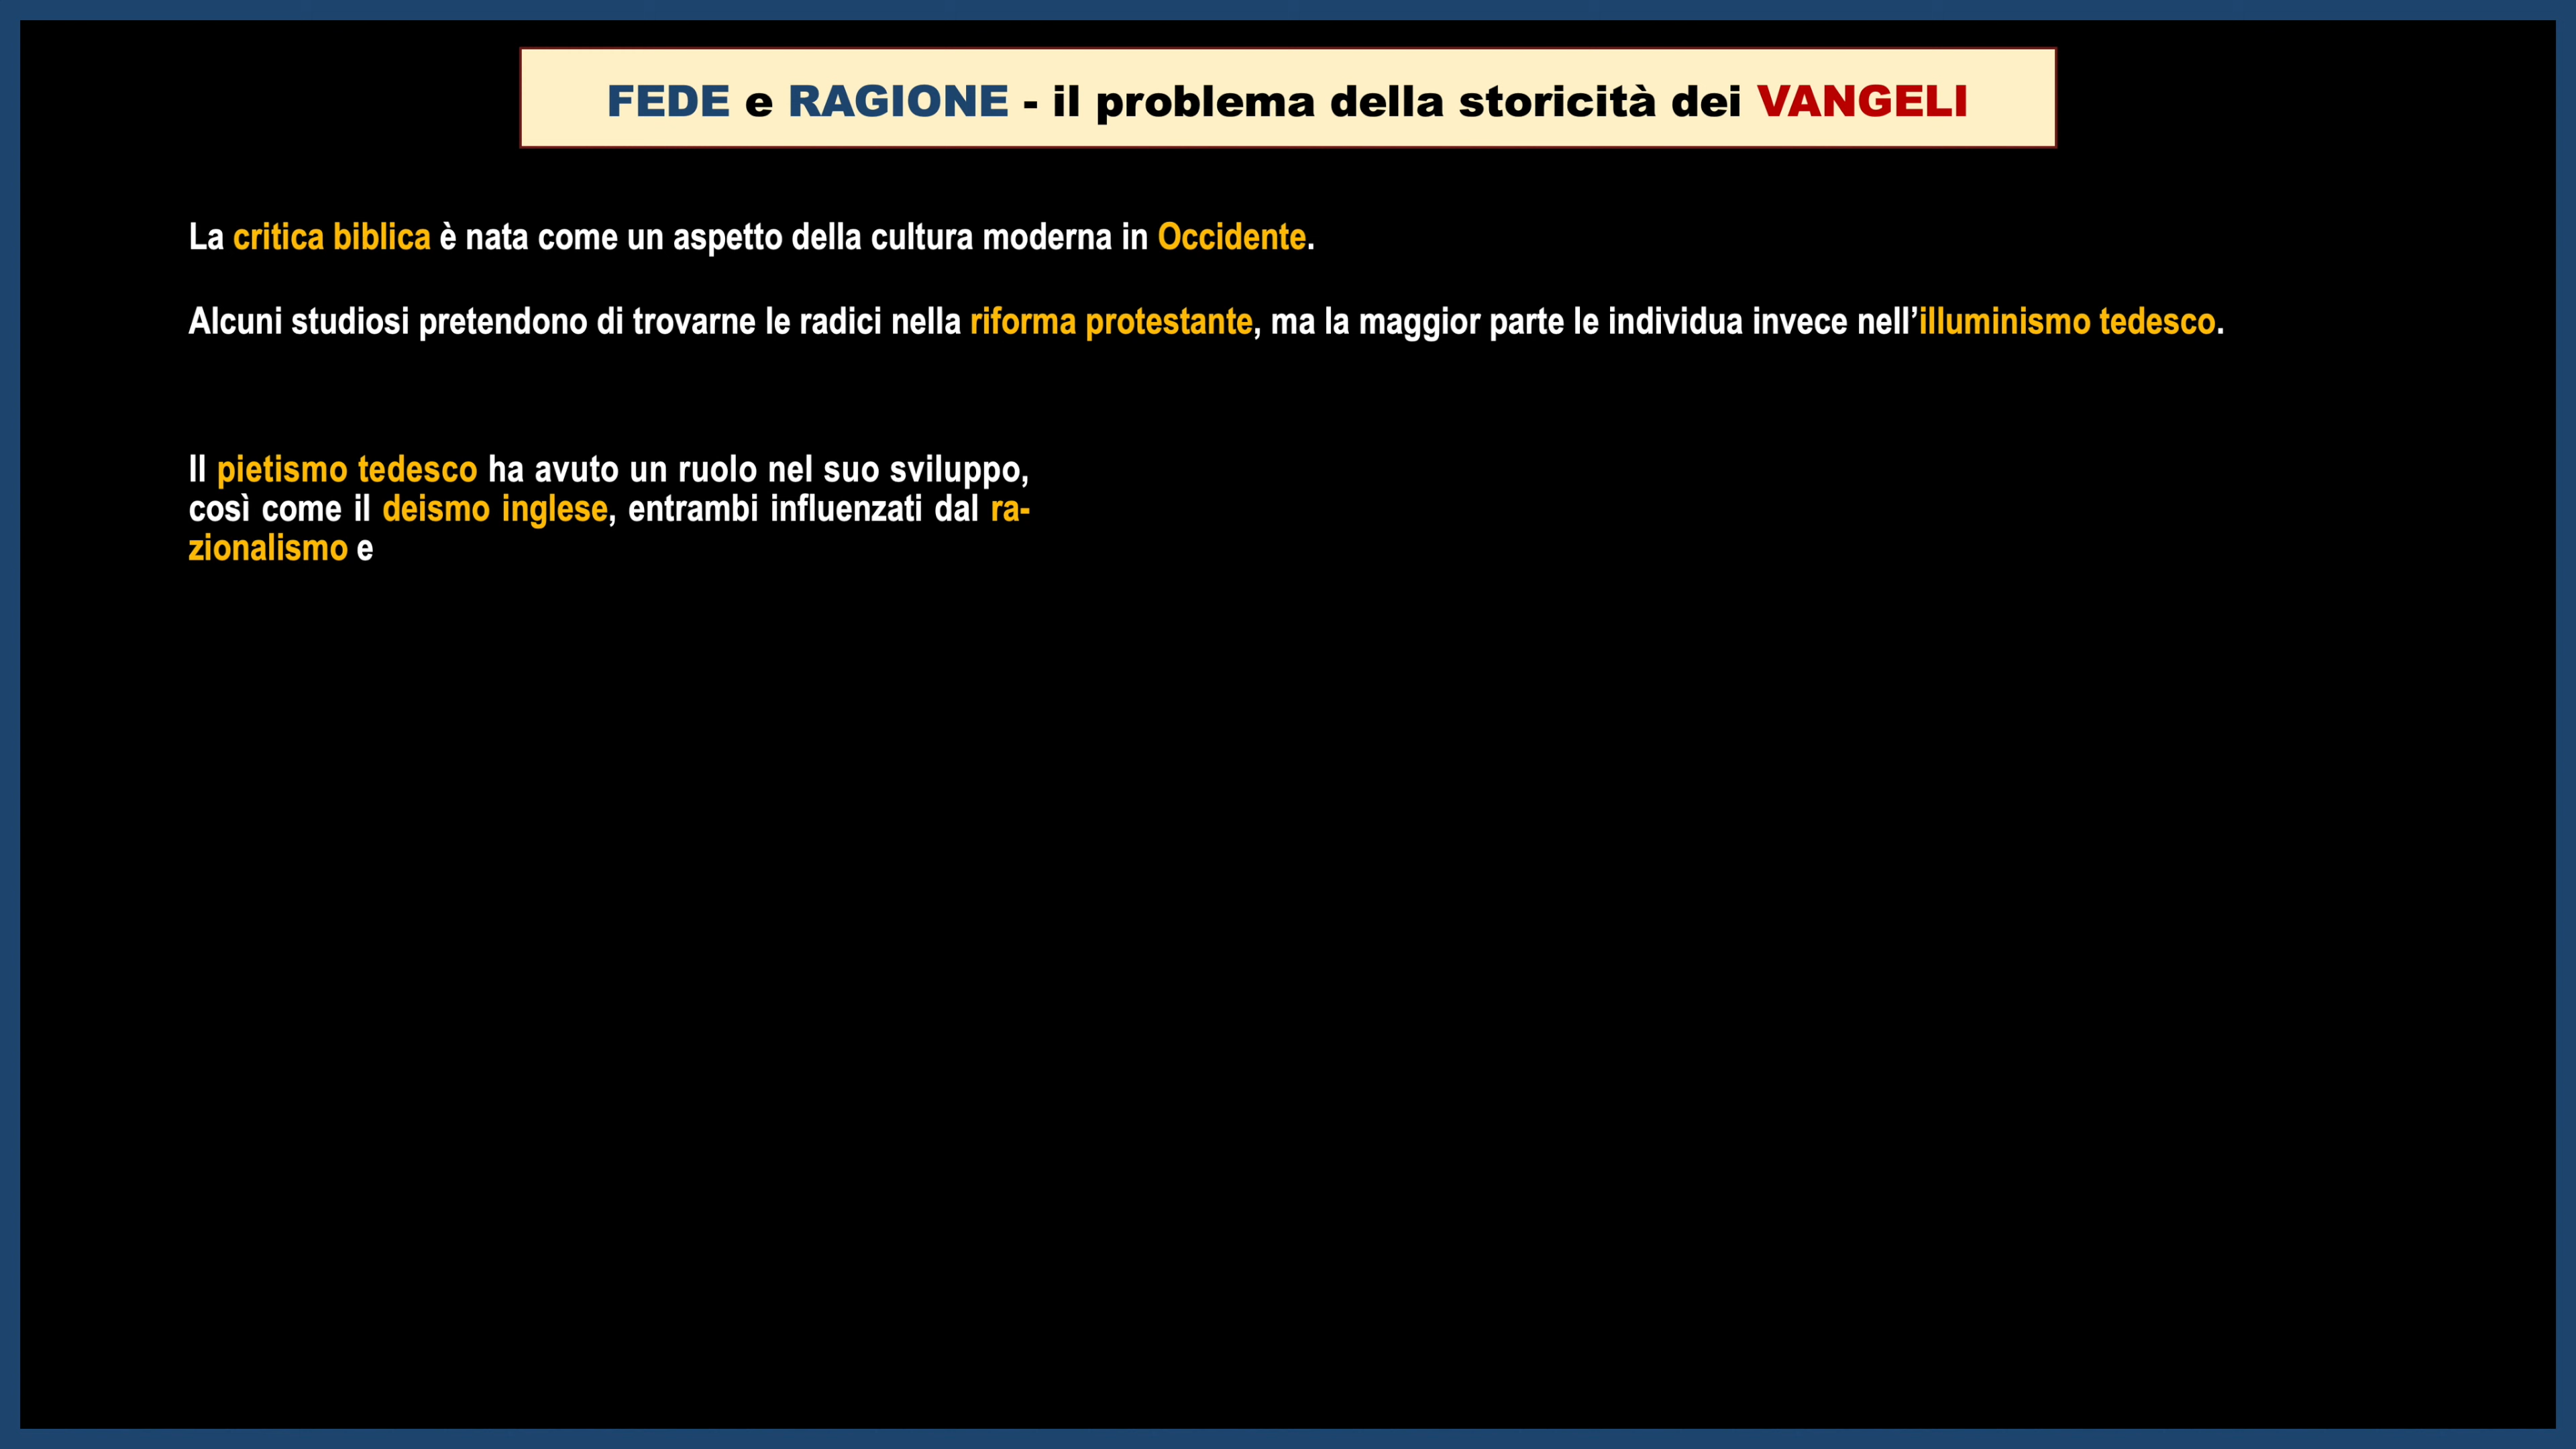 FEDE e RAGIONE - il problema della storicità dei VANGELI
La critica biblica è nata come un aspetto della cultura moderna in Occidente.
Alcuni studiosi pretendono di trovarne le radici nella riforma protestante, ma la maggior parte le individua invece nell’illuminismo tedesco.
Il pietismo tedesco ha avuto un ruolo nel suo sviluppo,
così come il deismo inglese, entrambi influenzati dal ra-
zionalismo e